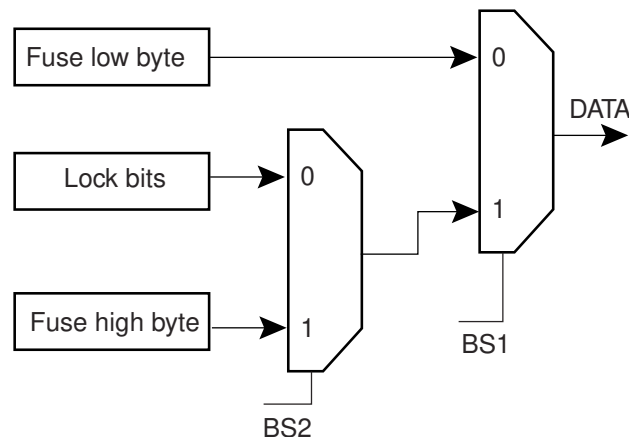 Fuse low byte
0
DATA
Lock bits
0
1
Fuse high byte
1
BS1
BS2